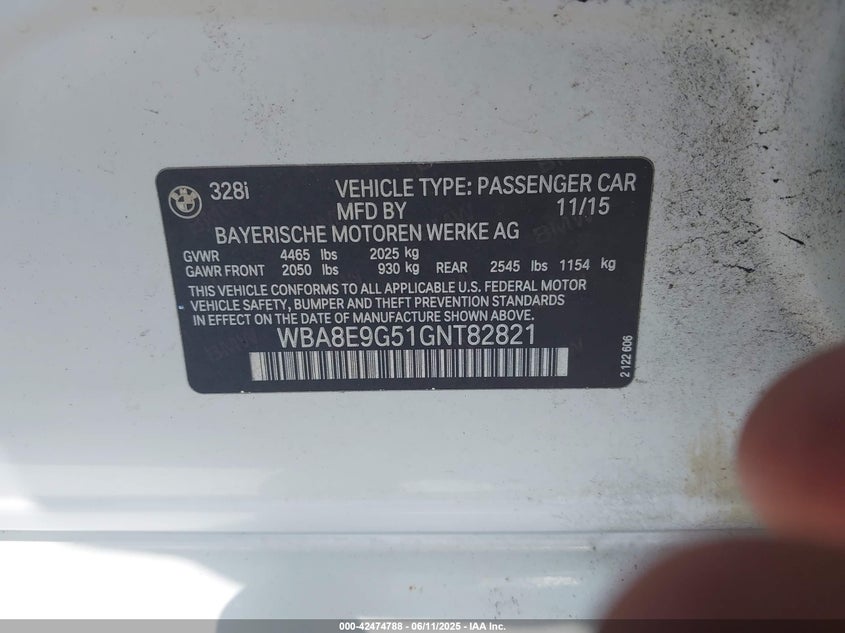 328i VEHICLE TYPE: PASSENGER CAR
MFD BY 11/15
BAYERISCHE MOTOREN WERKE AG
GVWR 4465 lbs 2025 kg
GAWR FRONT 2050 lbs 930 kg REAR 2545 lbs 1154 kg
THIS VEHICLE CONFORMS TO ALL APPLICABLE U.S. FEDERAL MOTOR
VEHICLE SAFETY, BUMPER AND THEFT PREVENTION STANDARDS
IN EFFECT ON THE DATE OF MANUFACTURE SHOWN ABOVE.
WBA8E9G51GNT82821
2 122 606
000-42474788 - 06/11/2025 - IAA Inc.